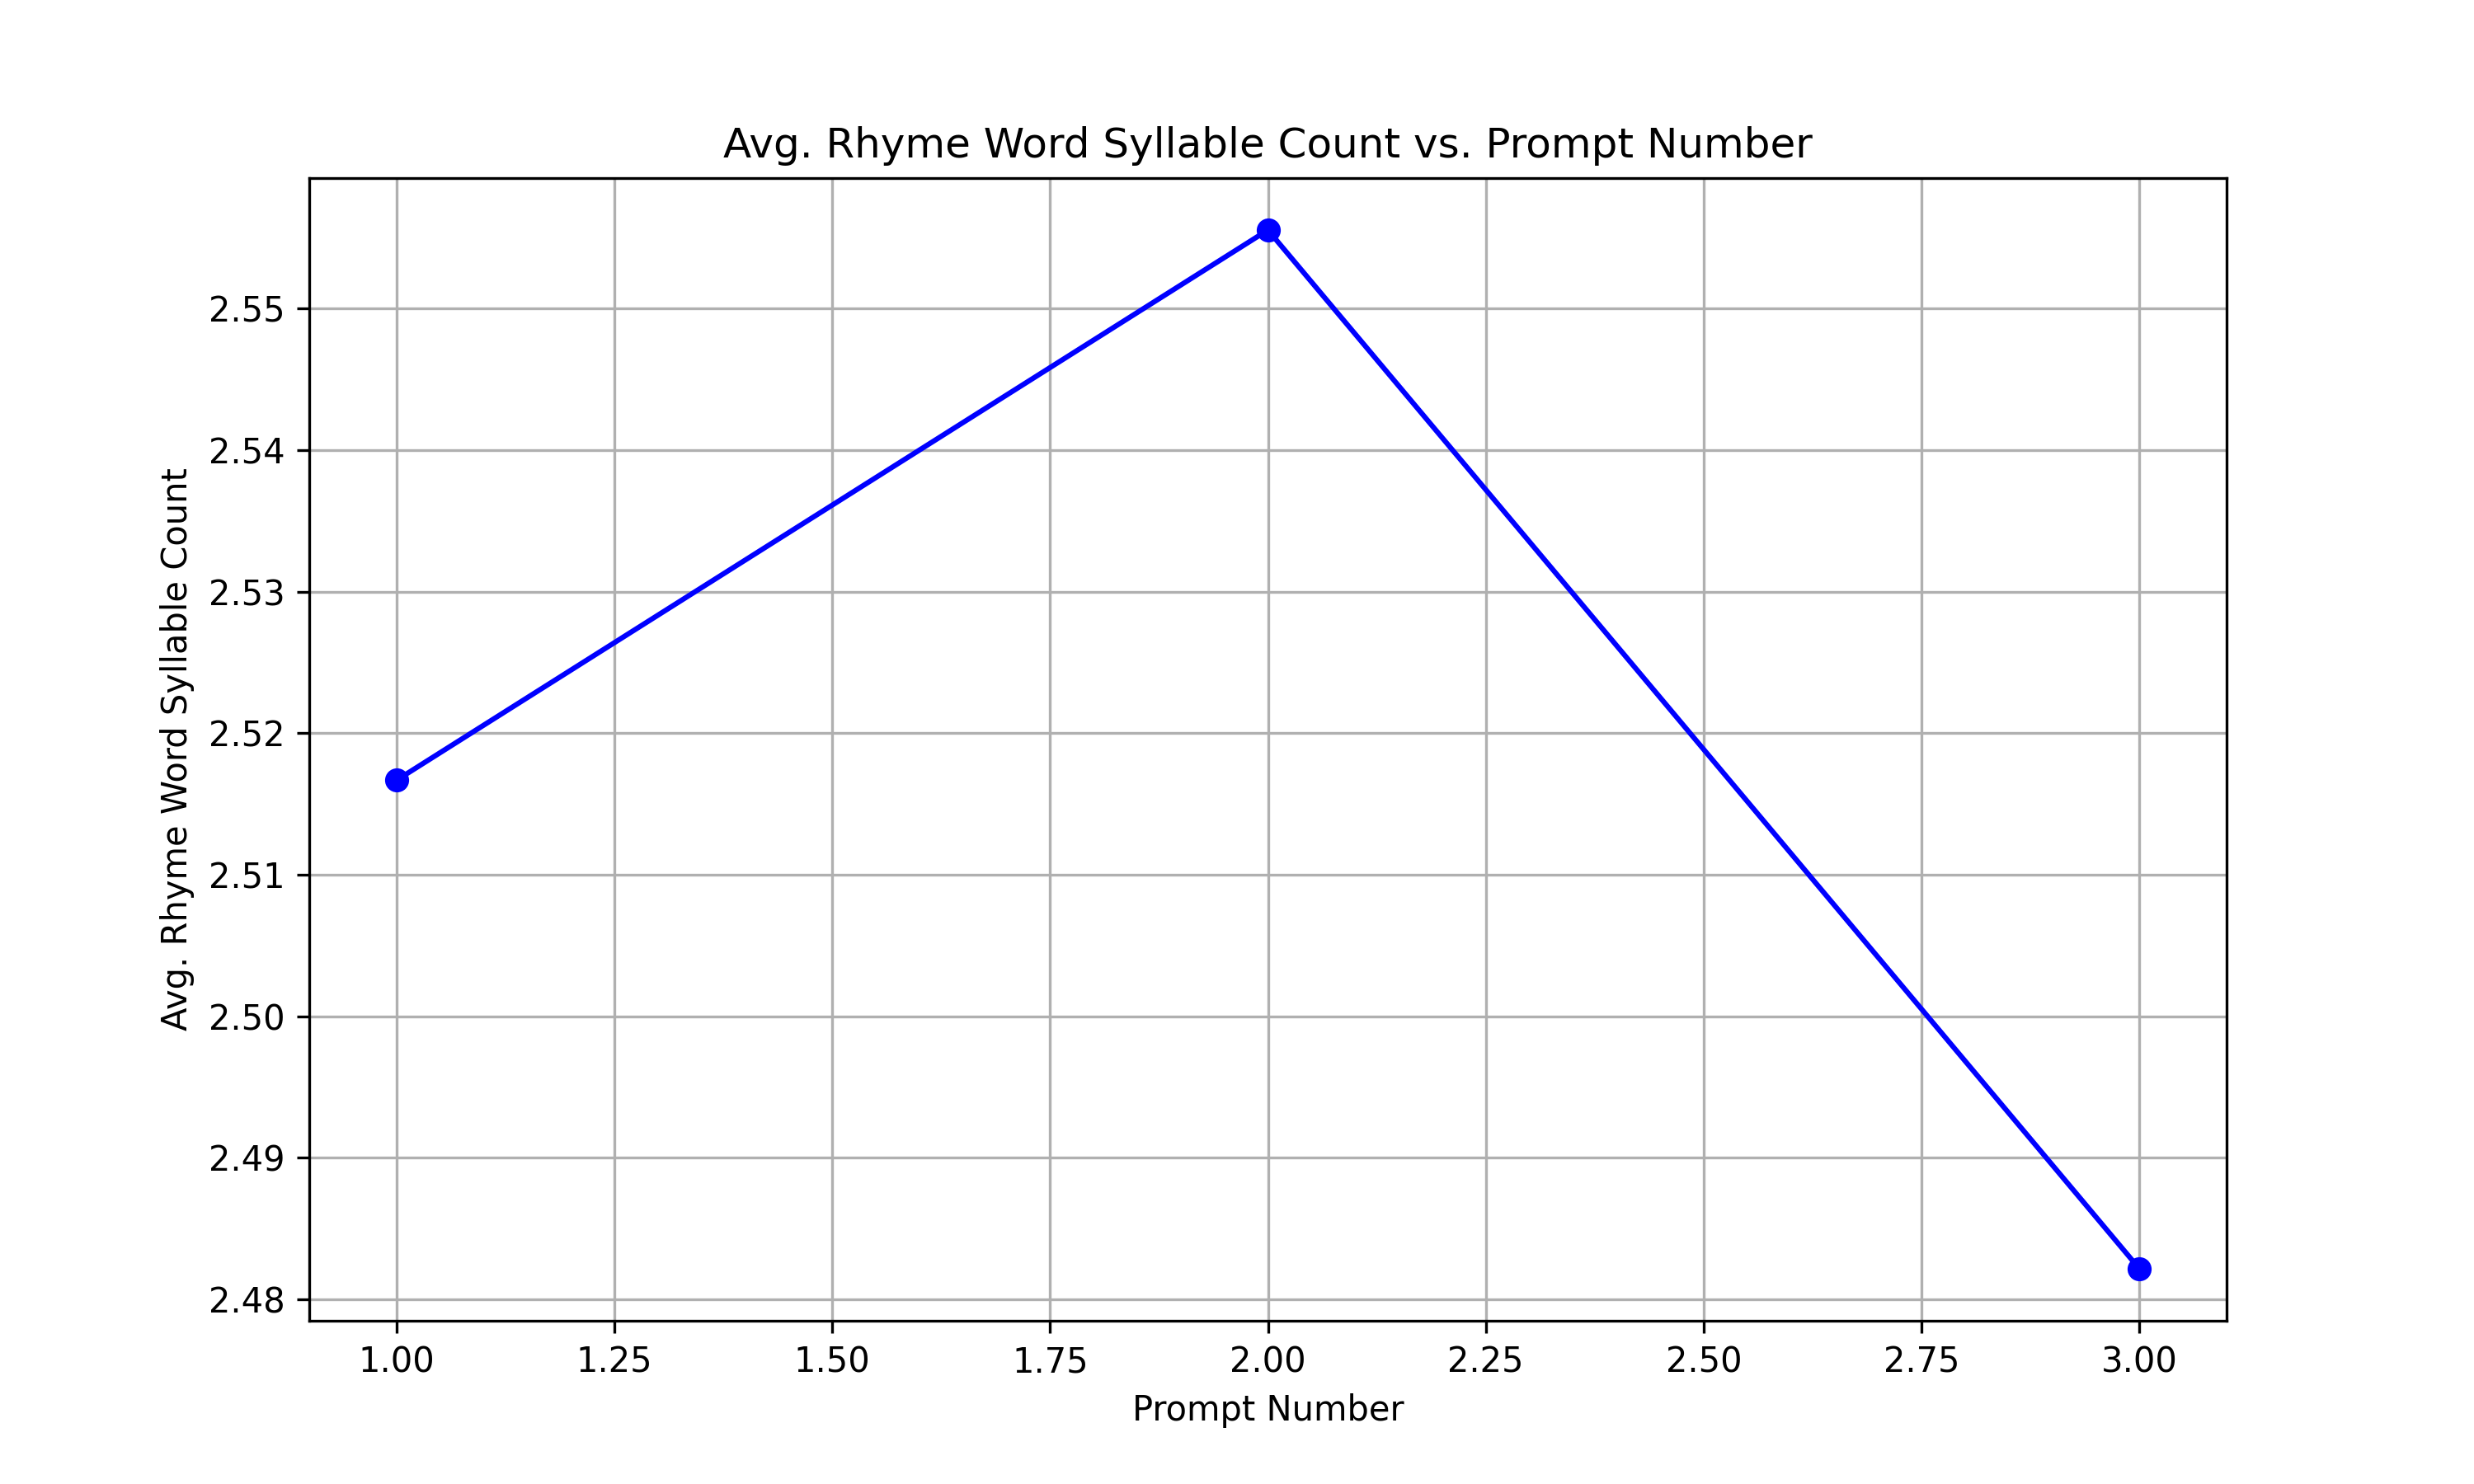 Avg. Rhyme Word Syllable Count vs. Prompt Number
Avg. Rhyme Word Syllable Count
2.55
2.54
2.53
2.52
2.51
2.50
2.49
2.48
1.00 1.25 1.50 1.75 2.00 2.25 2.50 2.75 3.00
Prompt Number